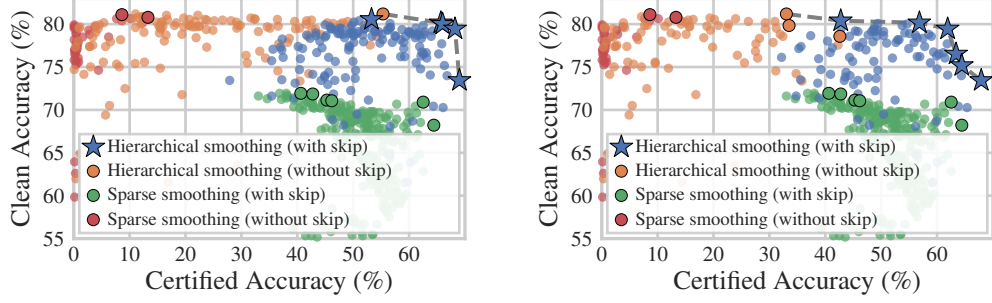 Clean Accuracy (%)
80
75
70
65
60
55
Hierarchical smoothing (with skip)
Hierarchical smoothing (without skip)
Sparse smoothing (with skip)
Sparse smoothing (without skip)
0 10 20 30 40 50 60
Certified Accuracy (%)
Clean Accuracy (%)
80
75
70
65
60
55
Hierarchical smoothing (with skip)
Hierarchical smoothing (without skip)
Sparse smoothing (with skip)
Sparse smoothing (without skip)
0 10 20 30 40 50 60
Certified Accuracy (%)